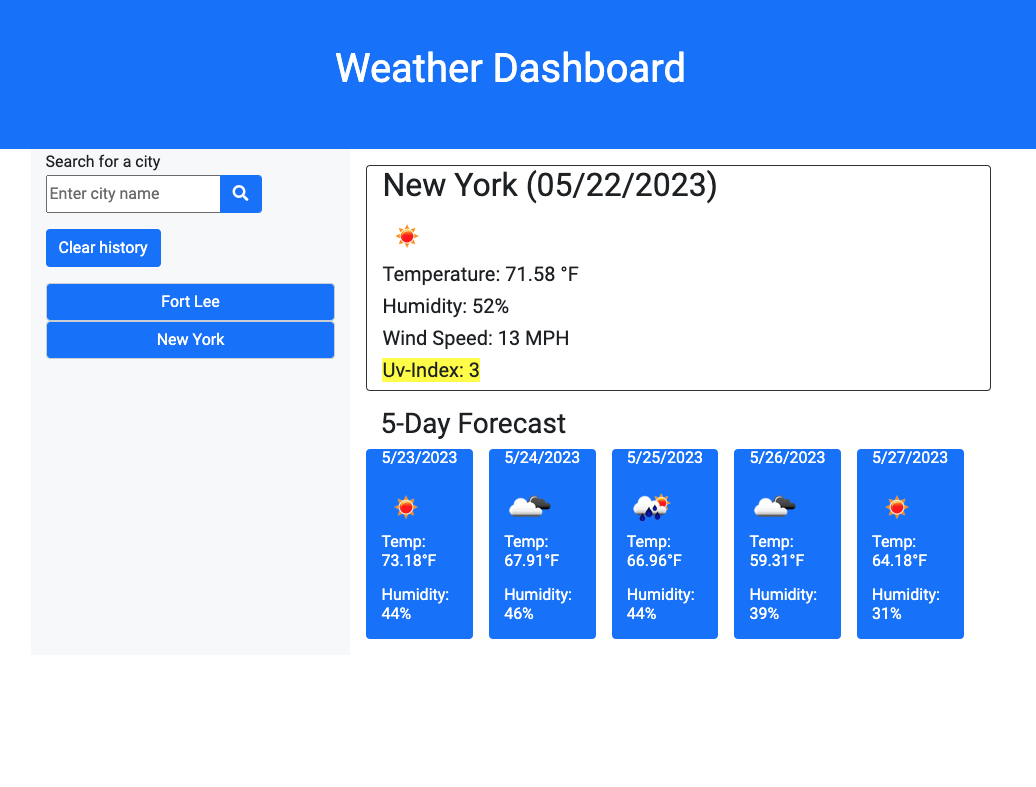 Weather Dashboard
Search for a city
Enter city name
Clear history
Fort Lee
New York
New York (05/22/2023)
Temperature: 71.58 °F
Humidity: 52%
Wind Speed: 13 MPH
Uv-Index: 3
5-Day Forecast
5/23/2023
Temp:
73.18°F
Humidity:
44%
5/24/2023
Temp:
67.91°F
Humidity:
46%
5/25/2023
Temp:
66.96°F
Humidity:
44%
5/26/2023
Temp:
59.31°F
Humidity:
39%
5/27/2023
Temp:
64.18°F
Humidity:
31%